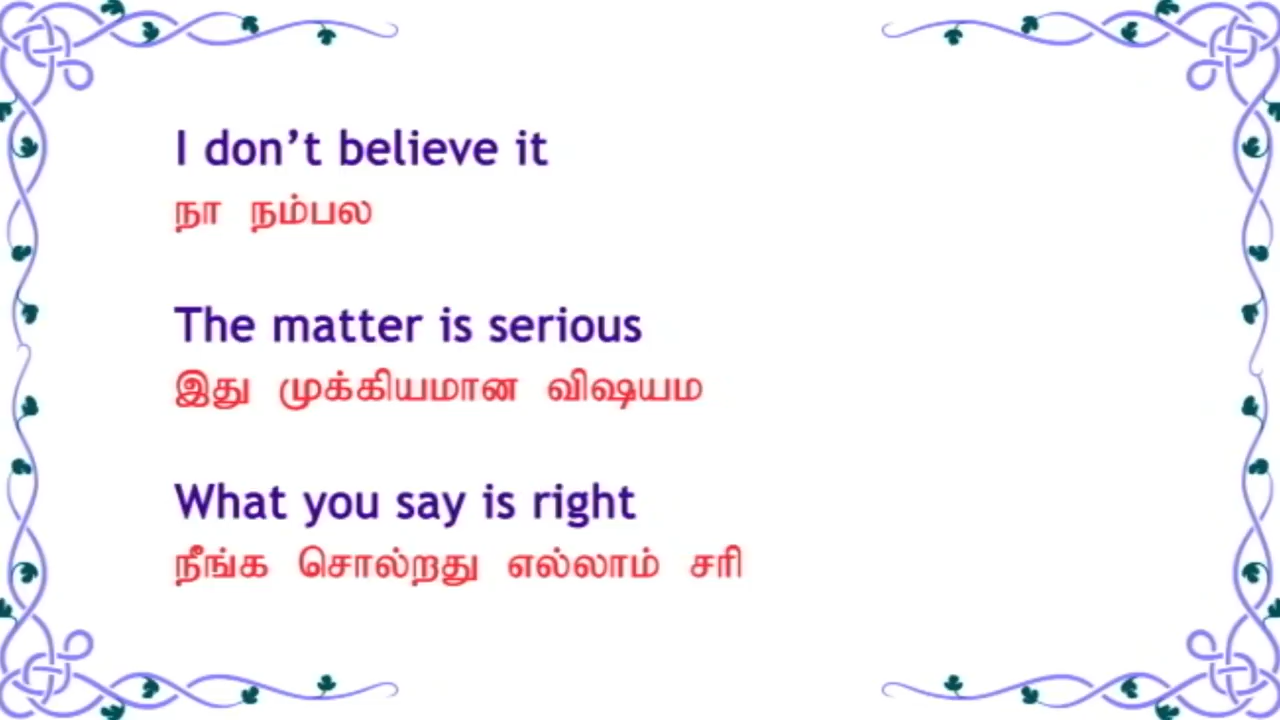 I don’t believe it
நா நம்பல
The matter is serious
இது முக்கியமான விஷயம
What you say is right
நீங்க சொல்றது எல்லாம் சரி